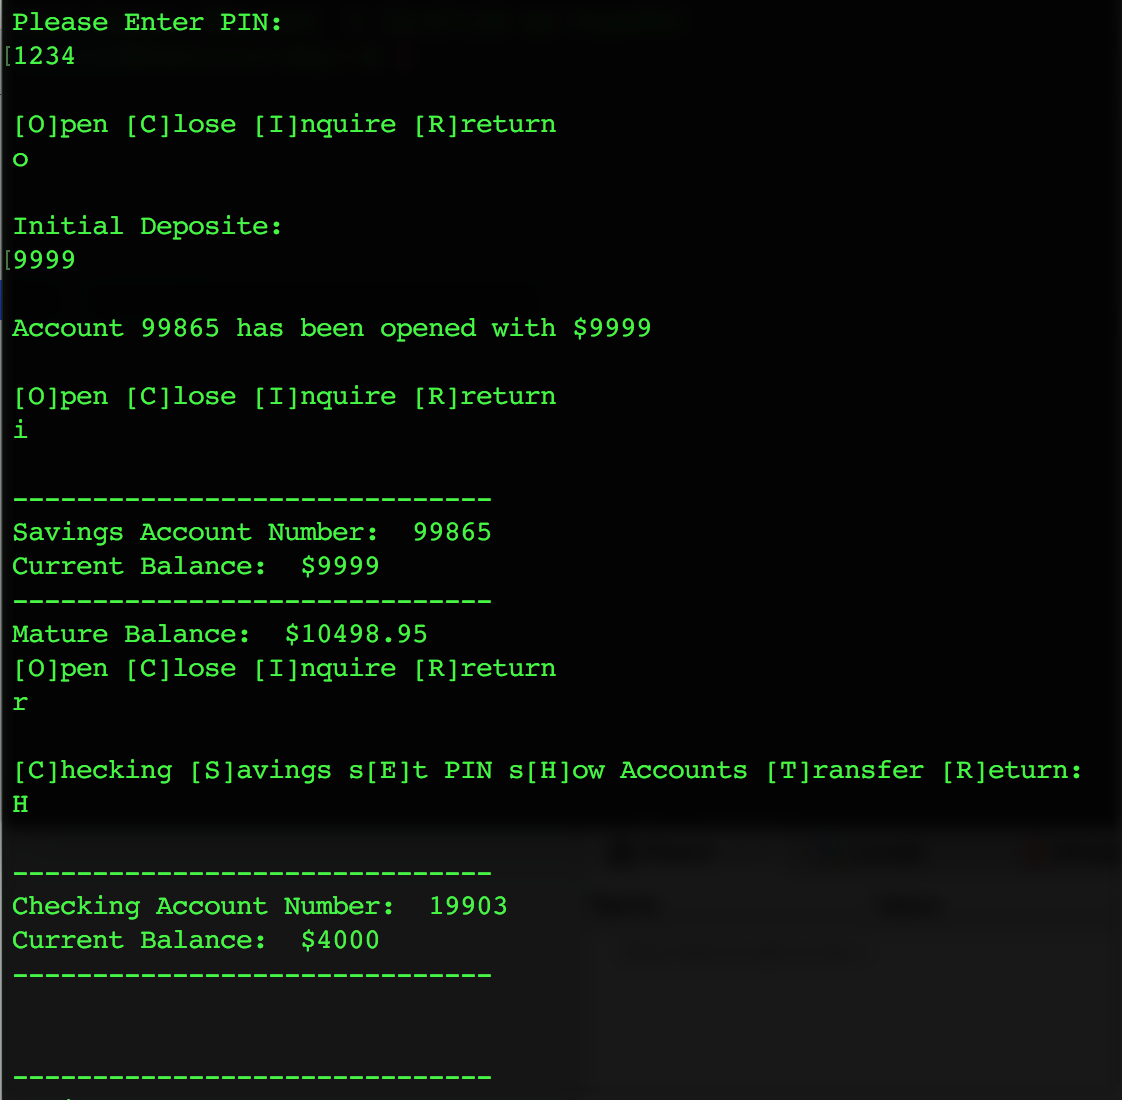 Please Enter PIN:
[1234
[O]pen [C]lose [I]nquire [R]return
o
Initial Deposite:
[9999
Account 99865 has been opened with $9999
[O]pen [C]lose [I]nquire [R]return
i
------------------------------
Savings Account Number:  99865
Current Balance:  $9999
------------------------------
Mature Balance:  $10498.95
[O]pen [C]lose [I]nquire [R]return
r
[C]hecking [S]avings s[E]t PIN s[H]ow Accounts [T]ransfer [R]eturn:
H
------------------------------
Checking Account Number:  19903
Current Balance:  $4000
------------------------------
------------------------------